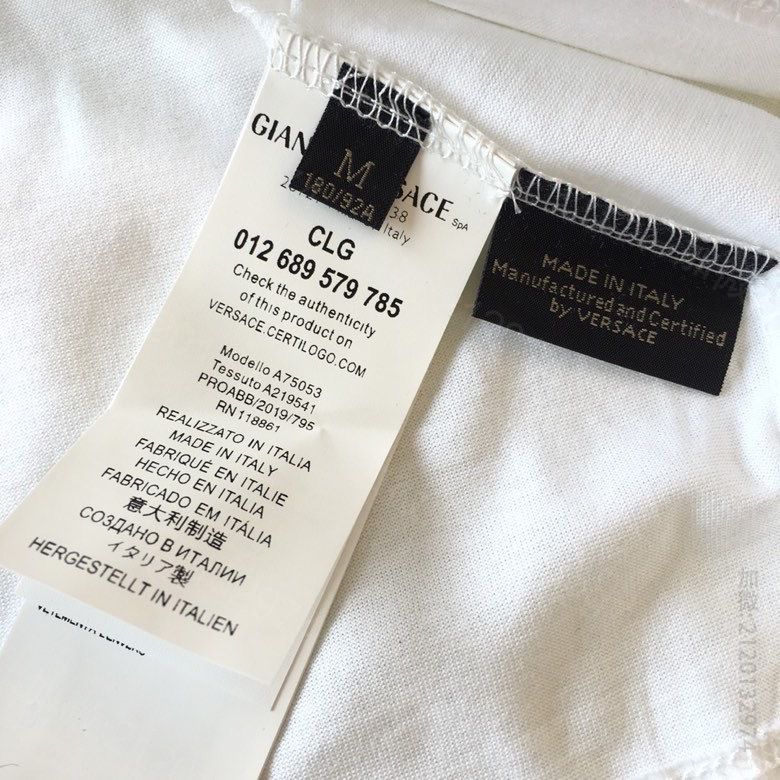 GIAN
SACE SpA
38
Italy
CLG
012 689 579 785
Check the authenticity
of this product on
VERSACE.CERTILOGO.COM
Modello A75053
Tessuto A219541
PROABB/2019/795
RN118861
REALIZZATO IN ITALIA
MADE IN ITALY
FABRIQUÉ EN ITALIE
HECHO EN ITALIA
FABRICADO EM ITÁLIA
意大利制造
СОЗДАНО В ИТАЛИИ
イタリア製
HERGESTELLT IN ITALIEN
M
180/92A
MADE IN ITALY
Manufactured and Certified
by VERSACE